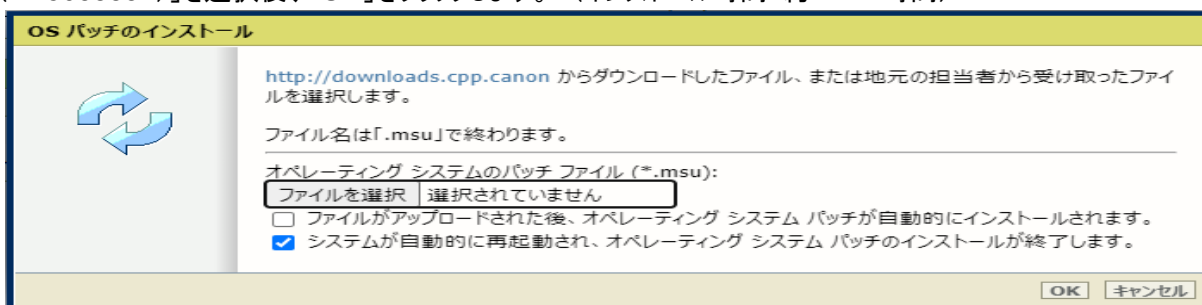 OS パッチのインストール
http://downloads.cpp.canon からダウンロードしたファイル、または地元の担当者から受け取ったファイ
ルを選択します。
ファイル名は「.msu」で終わります。
オペレーティング システムのパッチ ファイル (*.msu):
ファイルを選択 選択されていません
ファイルがアップロードされた後、オペレーティング システム パッチが自動的にインストールされます。
システムが自動的に再起動され、オペレーティング システム パッチのインストールが終了します。
OK キャンセル